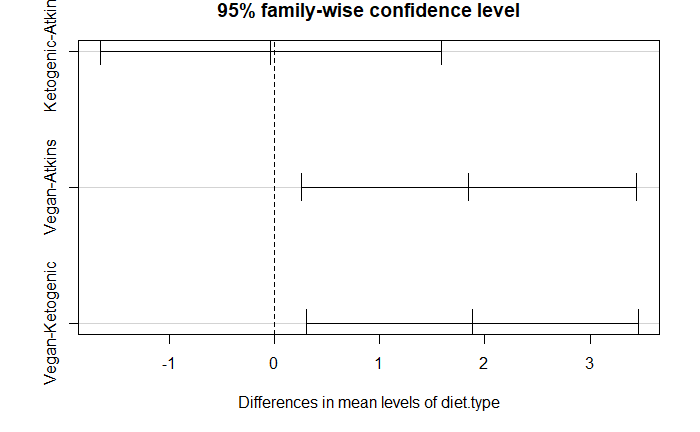 95% family-wise confidence level
Ketogenic-Atkins
Vegan-Atkins
Vegan-Ketogenic
-1 0 1 2 3
Differences in mean levels of diet.type